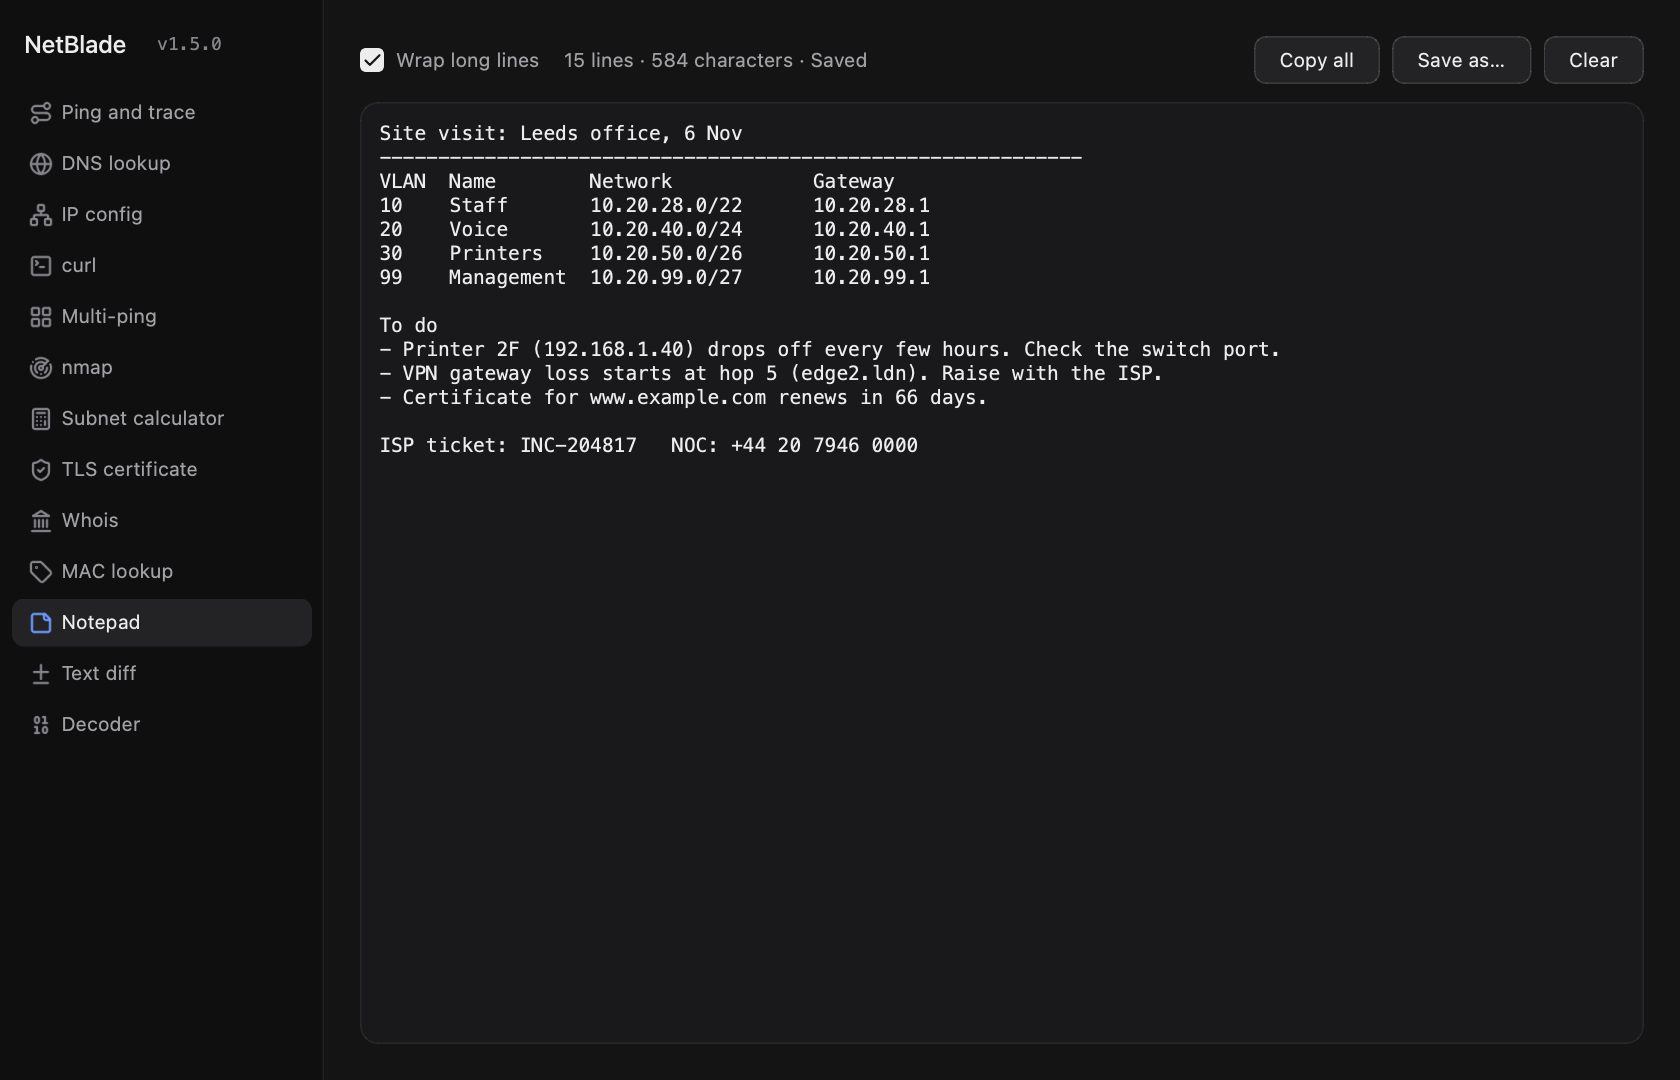 NetBlade v1.5.0
Ping and trace
DNS lookup
IP config
curl
Multi-ping
nmap
Subnet calculator
TLS certificate
Whois
MAC lookup
Notepad
Text diff
Decoder
Wrap long lines 15 lines · 584 characters · Saved
Copy all Save as... Clear
Site visit: Leeds office, 6 Nov
------------------------------------------------------------
VLAN  Name        Network            Gateway
10    Staff       10.20.28.0/22      10.20.28.1
20    Voice       10.20.40.0/24      10.20.40.1
30    Printers    10.20.50.0/26      10.20.50.1
99    Management  10.20.99.0/27      10.20.99.1
To do
- Printer 2F (192.168.1.40) drops off every few hours. Check the switch port.
- VPN gateway loss starts at hop 5 (edge2.ldn). Raise with the ISP.
- Certificate for www.example.com renews in 66 days.
ISP ticket: INC-204817   NOC: +44 20 7946 0000